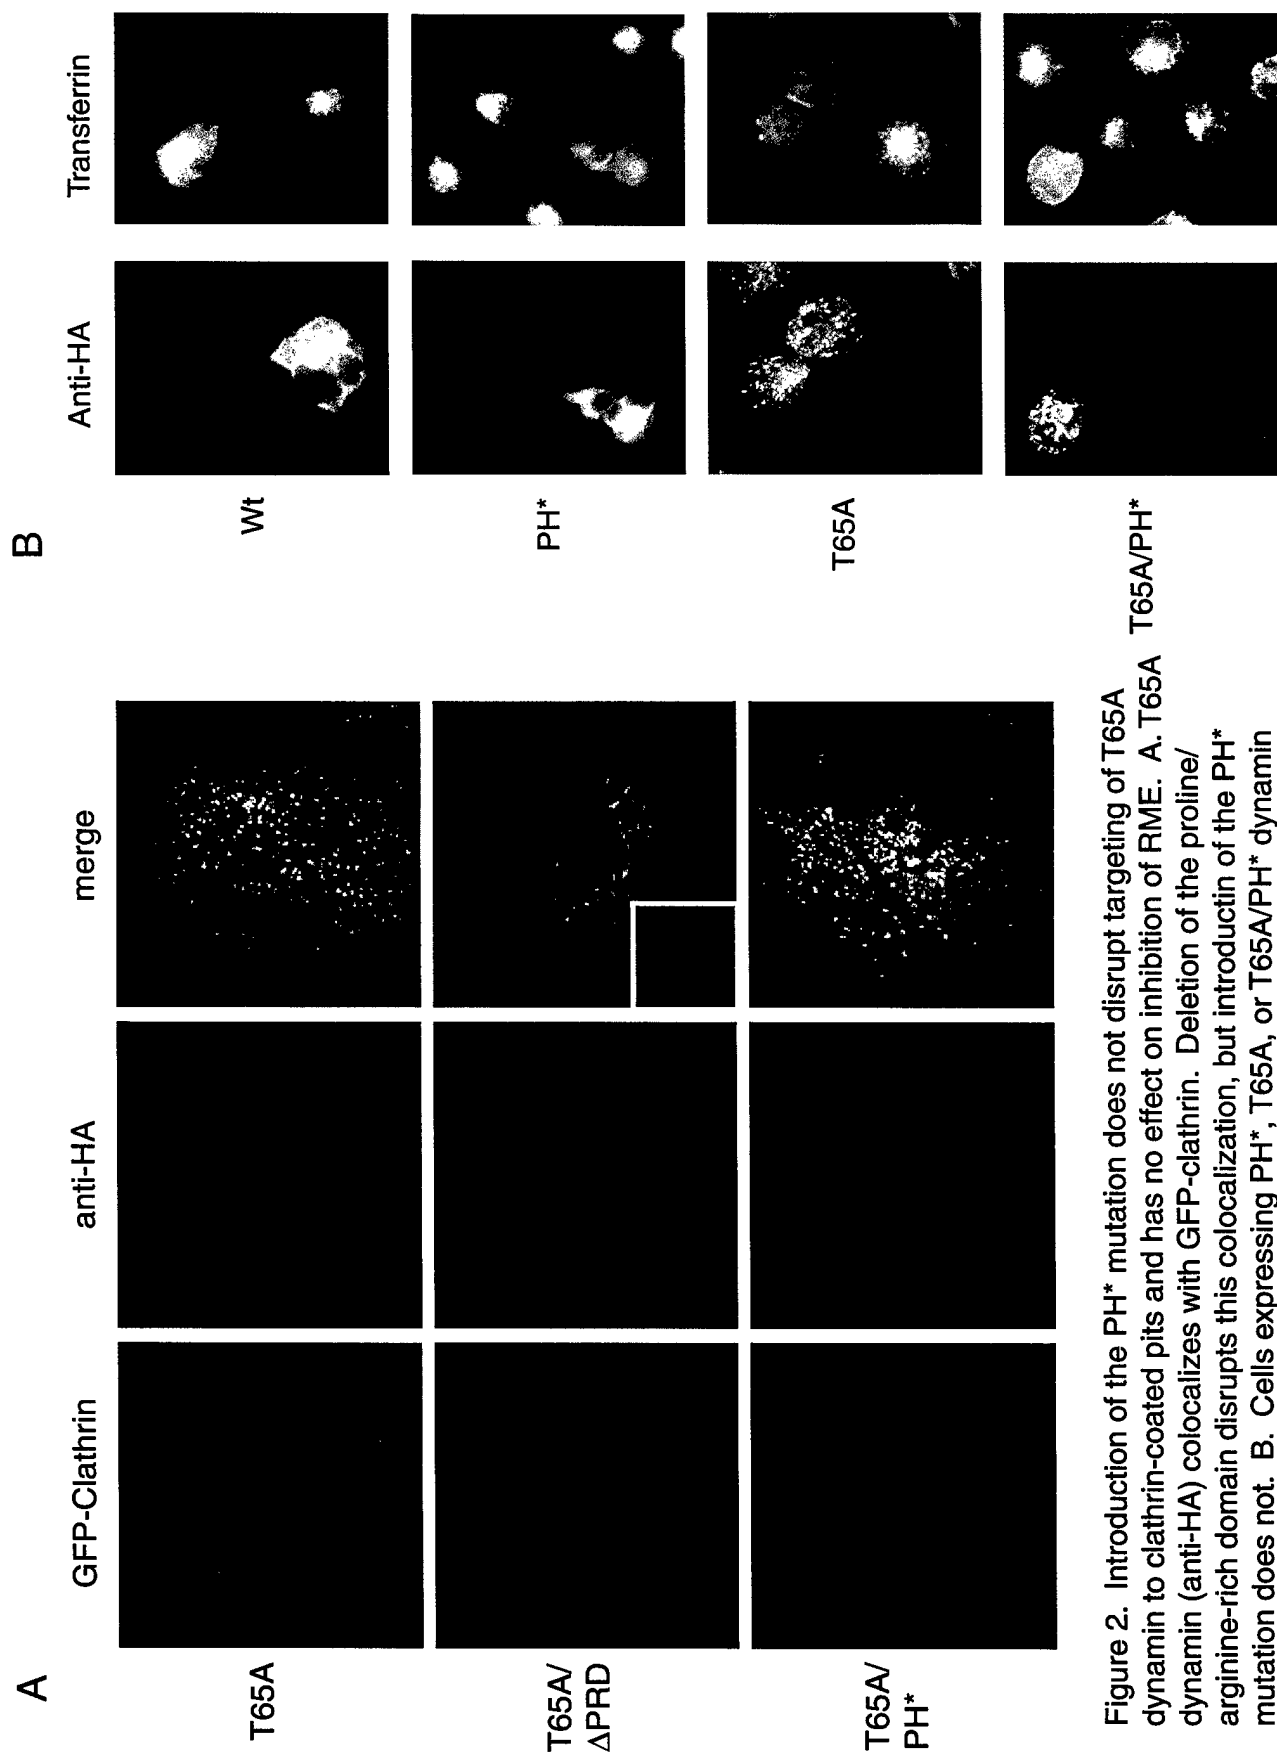 A
GFP-Clathrin
anti-HA
merge
T65A
T65A/
ΔPRD
T65A/
PH*
B
Anti-HA
Transferrin
Wt
PH*
T65A
T65A/PH*
Figure 2. Introduction of the PH* mutation does not disrupt targeting of T65A
dynamin to clathrin-coated pits and has no effect on inhibition of RME. A. T65A
dynamin (anti-HA) colocalizes with GFP-clathrin. Deletion of the proline/
arginine-rich domain disrupts this colocalization, but introductin of the PH*
mutation does not. B. Cells expressing PH*, T65A, or T65A/PH* dynamin